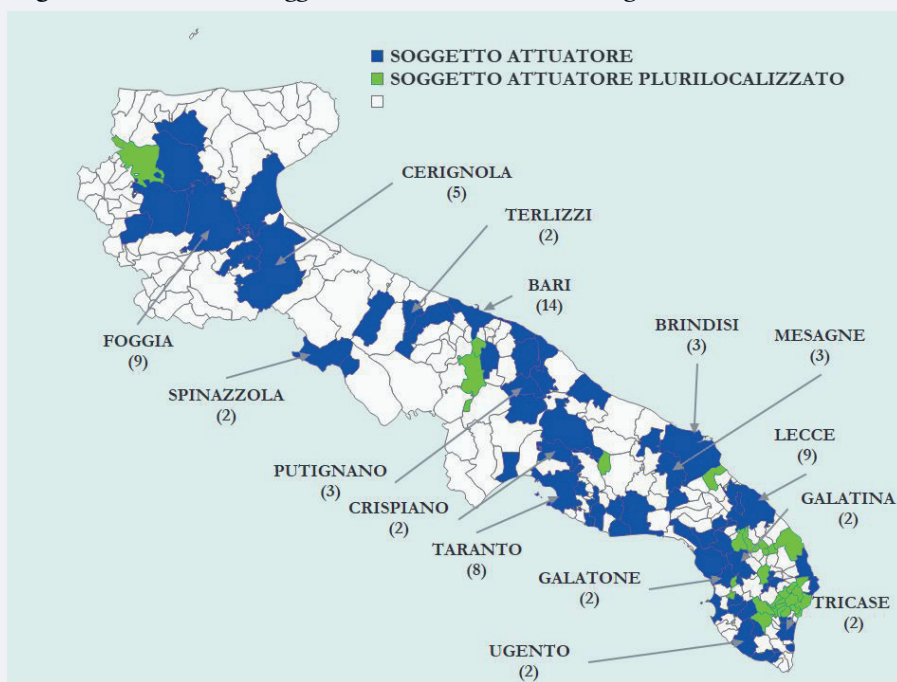 SOGGETTO ATTUATORE
SOGGETTO ATTUATORE PLURILOCALIZZATO
CERIGNOLA
(5)
TERLIZZI
(2)
BARI
(14)
BRINDISI
(3)
MESAGNE
(3)
FOGGIA
(9)
SPINAZZOLA
(2)
LECCE
(9)
PUTIGNANO
(3)
CRISPIANO
(2)
GALATINA
(2)
TARANTO
(8)
GALATONE
(2)
TRICASE
(2)
UGENTO
(2)